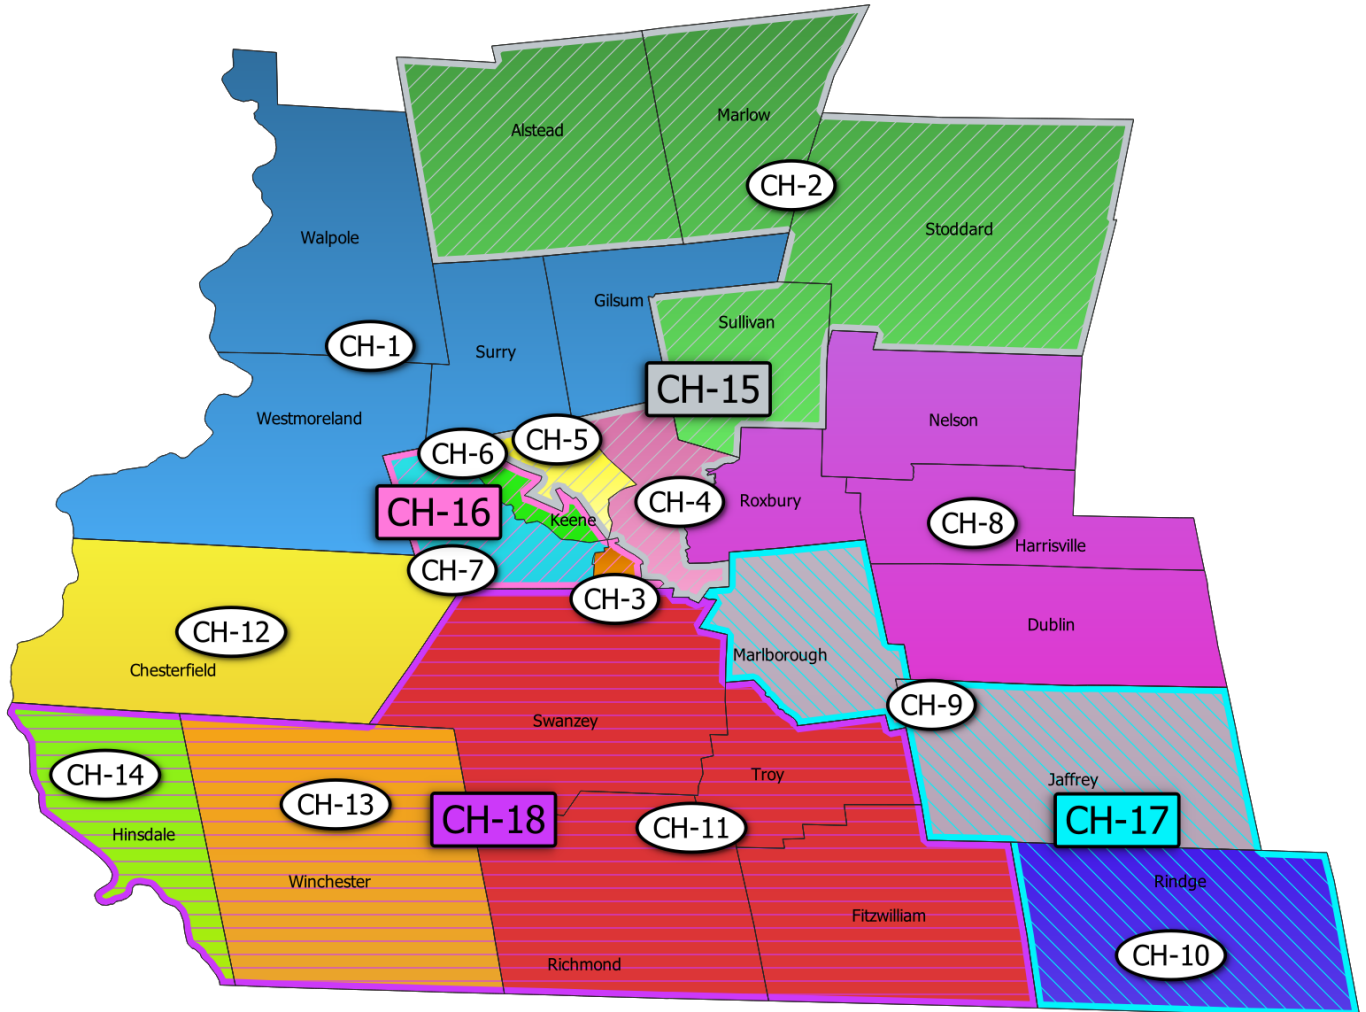 Alstead
Marlow
CH-2
Stoddard
Walpole
Gilsum
Sullivan
CH-1
Surry
CH-15
Westmoreland
Nelson
CH-5
CH-6
CH-4
Roxbury
CH-16
Keene
CH-8
Harrisville
CH-7
CH-3
Dublin
CH-12
Marlborough
Chesterfield
CH-9
Swanzey
CH-14
Troy
Jaffrey
CH-13
CH-18
CH-17
CH-11
Hinsdale
Winchester
Rindge
Fitzwilliam
CH-10
Richmond